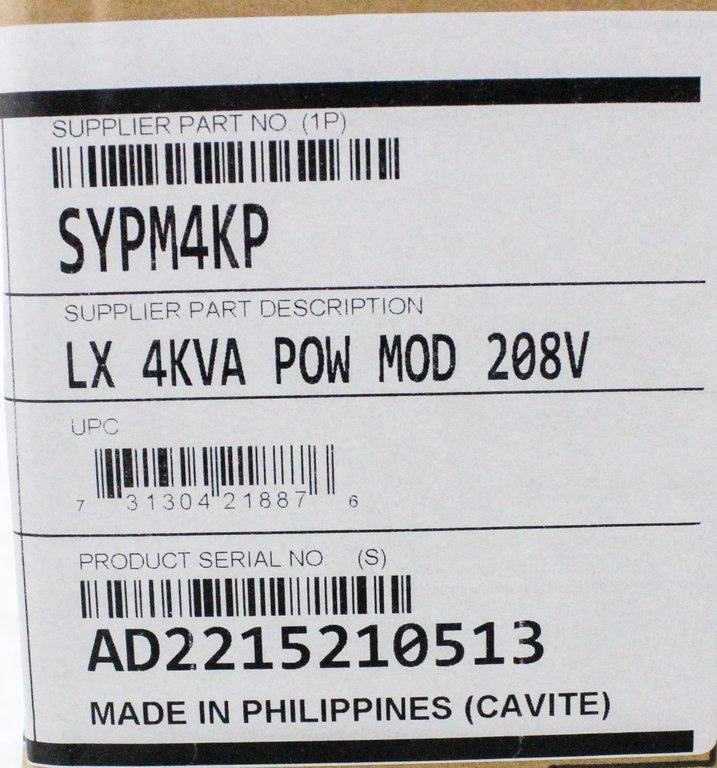 SUPPLIER PART NO. (1P)
SYPM4KP
SUPPLIER PART DESCRIPTION
LX 4KVA POW MOD 208V
UPC
7 31304 21887 6
PRODUCT SERIAL NO (S)
AD2215210513
MADE IN PHILIPPINES (CAVITE)